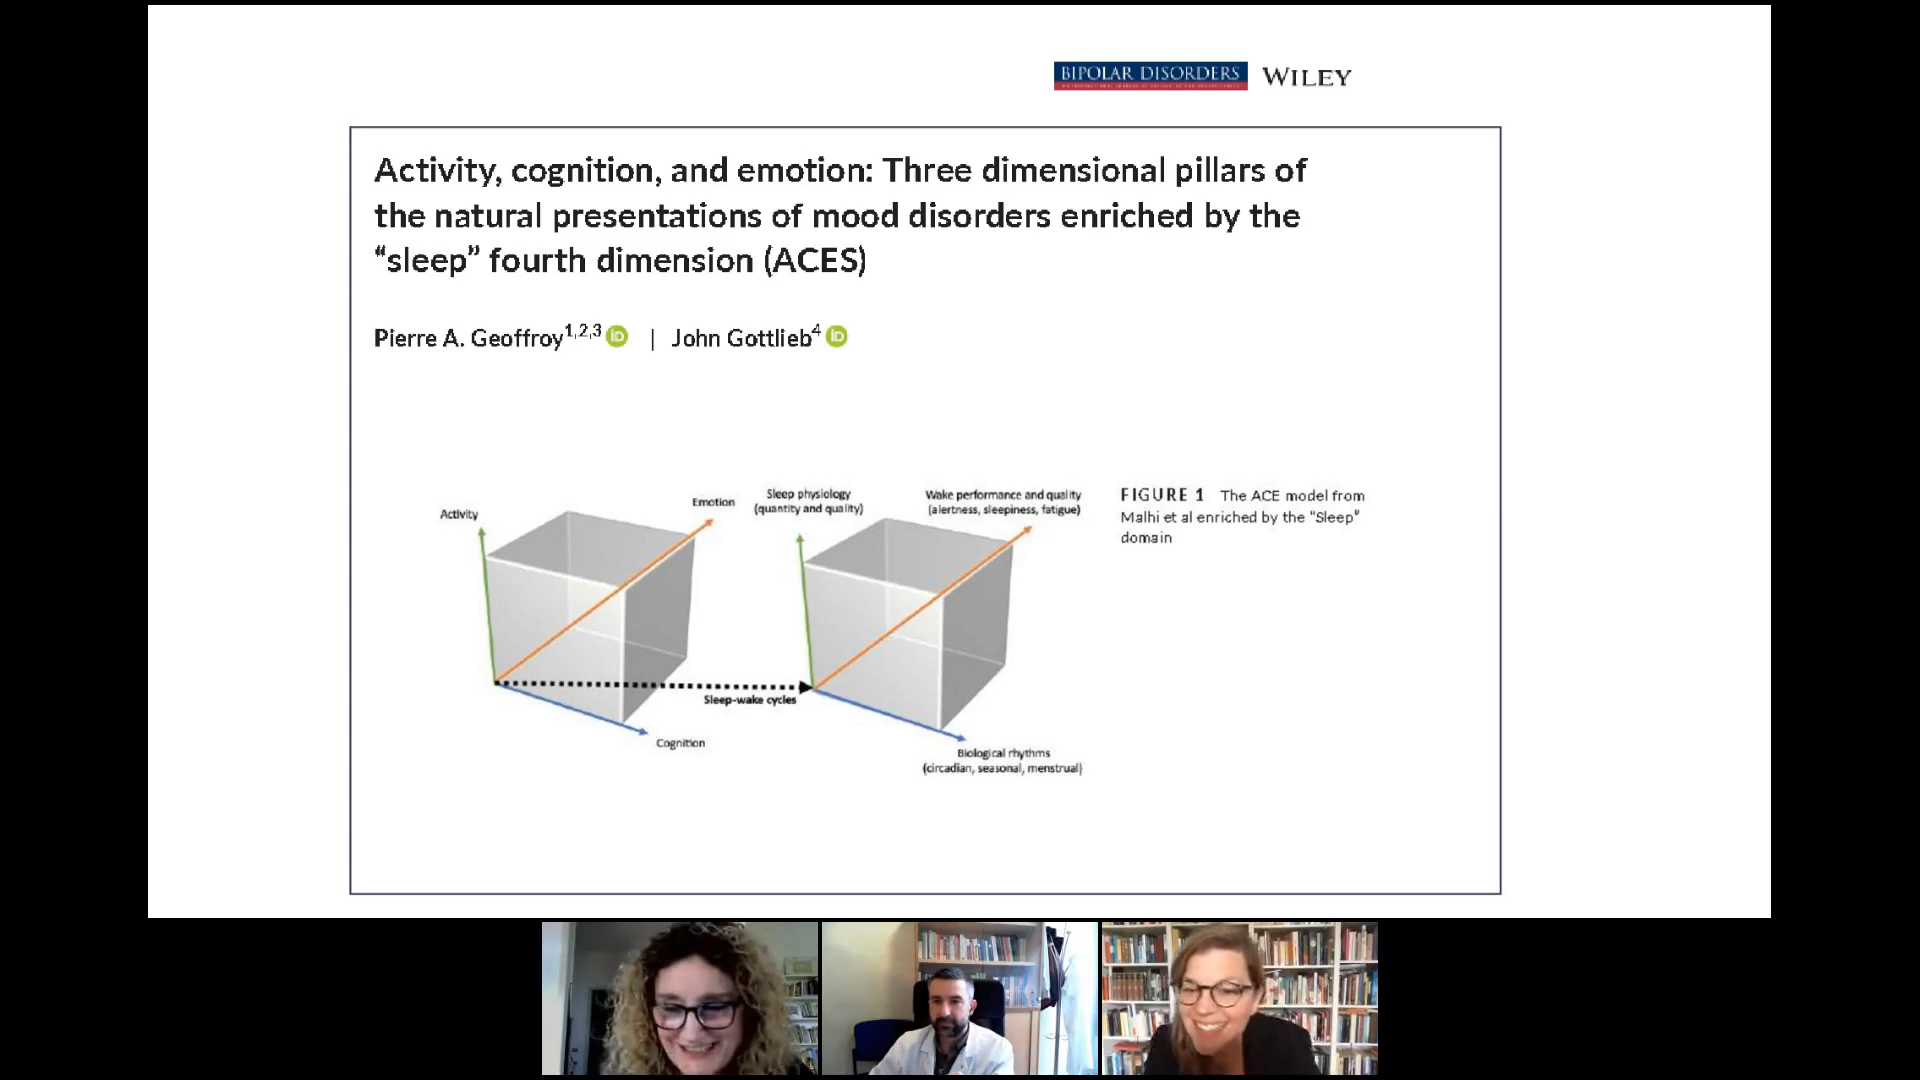 BIPOLAR DISORDERS WILEY
Activity, cognition, and emotion: Three dimensional pillars of
the natural presentations of mood disorders enriched by the
“sleep” fourth dimension (ACES)
Pierre A. Geoffroy1,2,3 iD | John Gottlieb4 iD
Activity
Emotion
Sleep physiology
(quantity and quality)
Wake performance and quality
(alertness, sleepiness, fatigue)
FIGURE 1 The ACE model from
Malhi et al enriched by the “Sleep”
domain
Sleep-wake cycles
Cognition
Biological rhythms
(circadian, seasonal, menstrual)